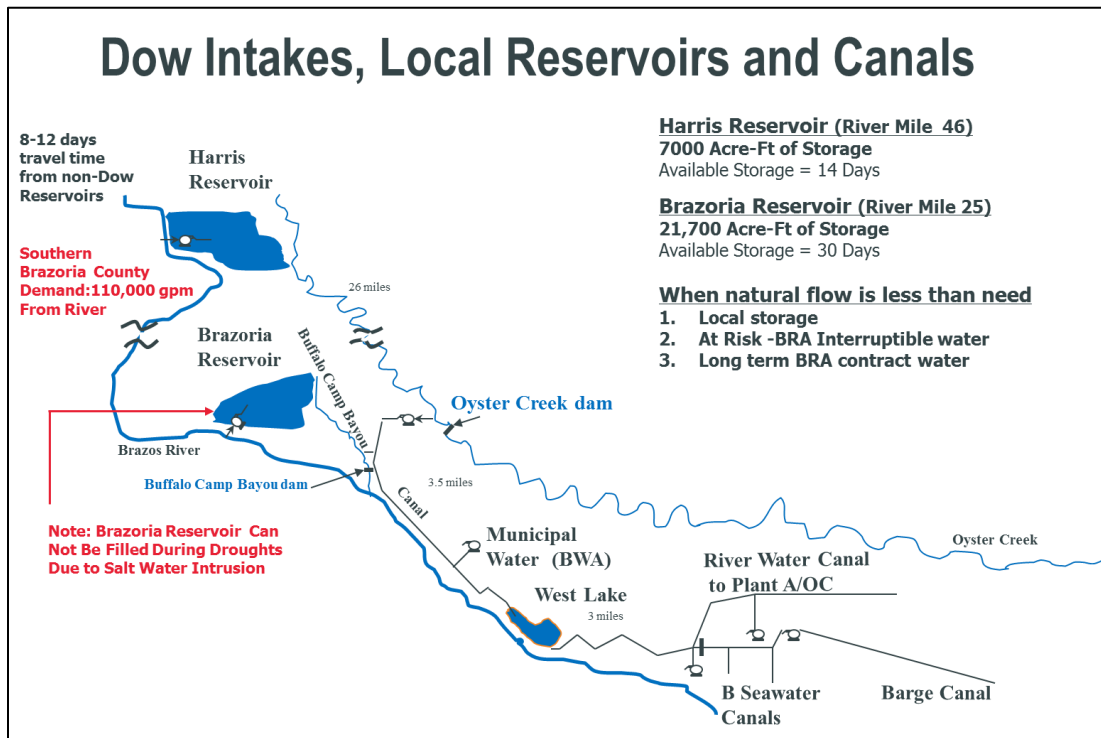 Dow Intakes, Local Reservoirs and Canals
8-12 days
travel time
from non-Dow
Reservoirs
Harris
Reservoir
Harris Reservoir (River Mile 46)
7000 Acre-Ft of Storage
Available Storage = 14 Days
Brazoria Reservoir (River Mile 25)
21,700 Acre-Ft of Storage
Available Storage = 30 Days
When natural flow is less than need
1. Local storage
2. At Risk -BRA Interruptible water
3. Long term BRA contract water
Southern
Brazoria County
Demand:110,000 gpm
From River
26 miles
Brazoria
Reservoir
Buffalo Camp Bayou
Oyster Creek dam
Brazos River
Buffalo Camp Bayou dam
3.5 miles
Canal
Note: Brazoria Reservoir Can
Not Be Filled During Droughts
Due to Salt Water Intrusion
Municipal
Water (BWA)
Oyster Creek
River Water Canal
to Plant A/OC
West Lake
3 miles
B Seawater
Canals
Barge Canal